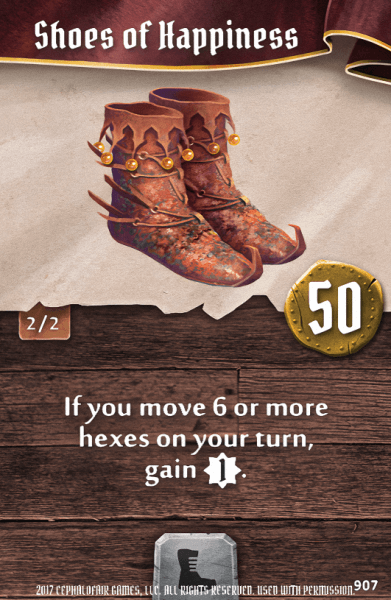 Shoes of Happiness
50
2/2
If you move 6 or more
hexes on your turn,
gain 1.
2017 CEPHALOFAIR GAMES, LLC. ALL RIGHTS RESERVED. USED WITH PERMISSION
907